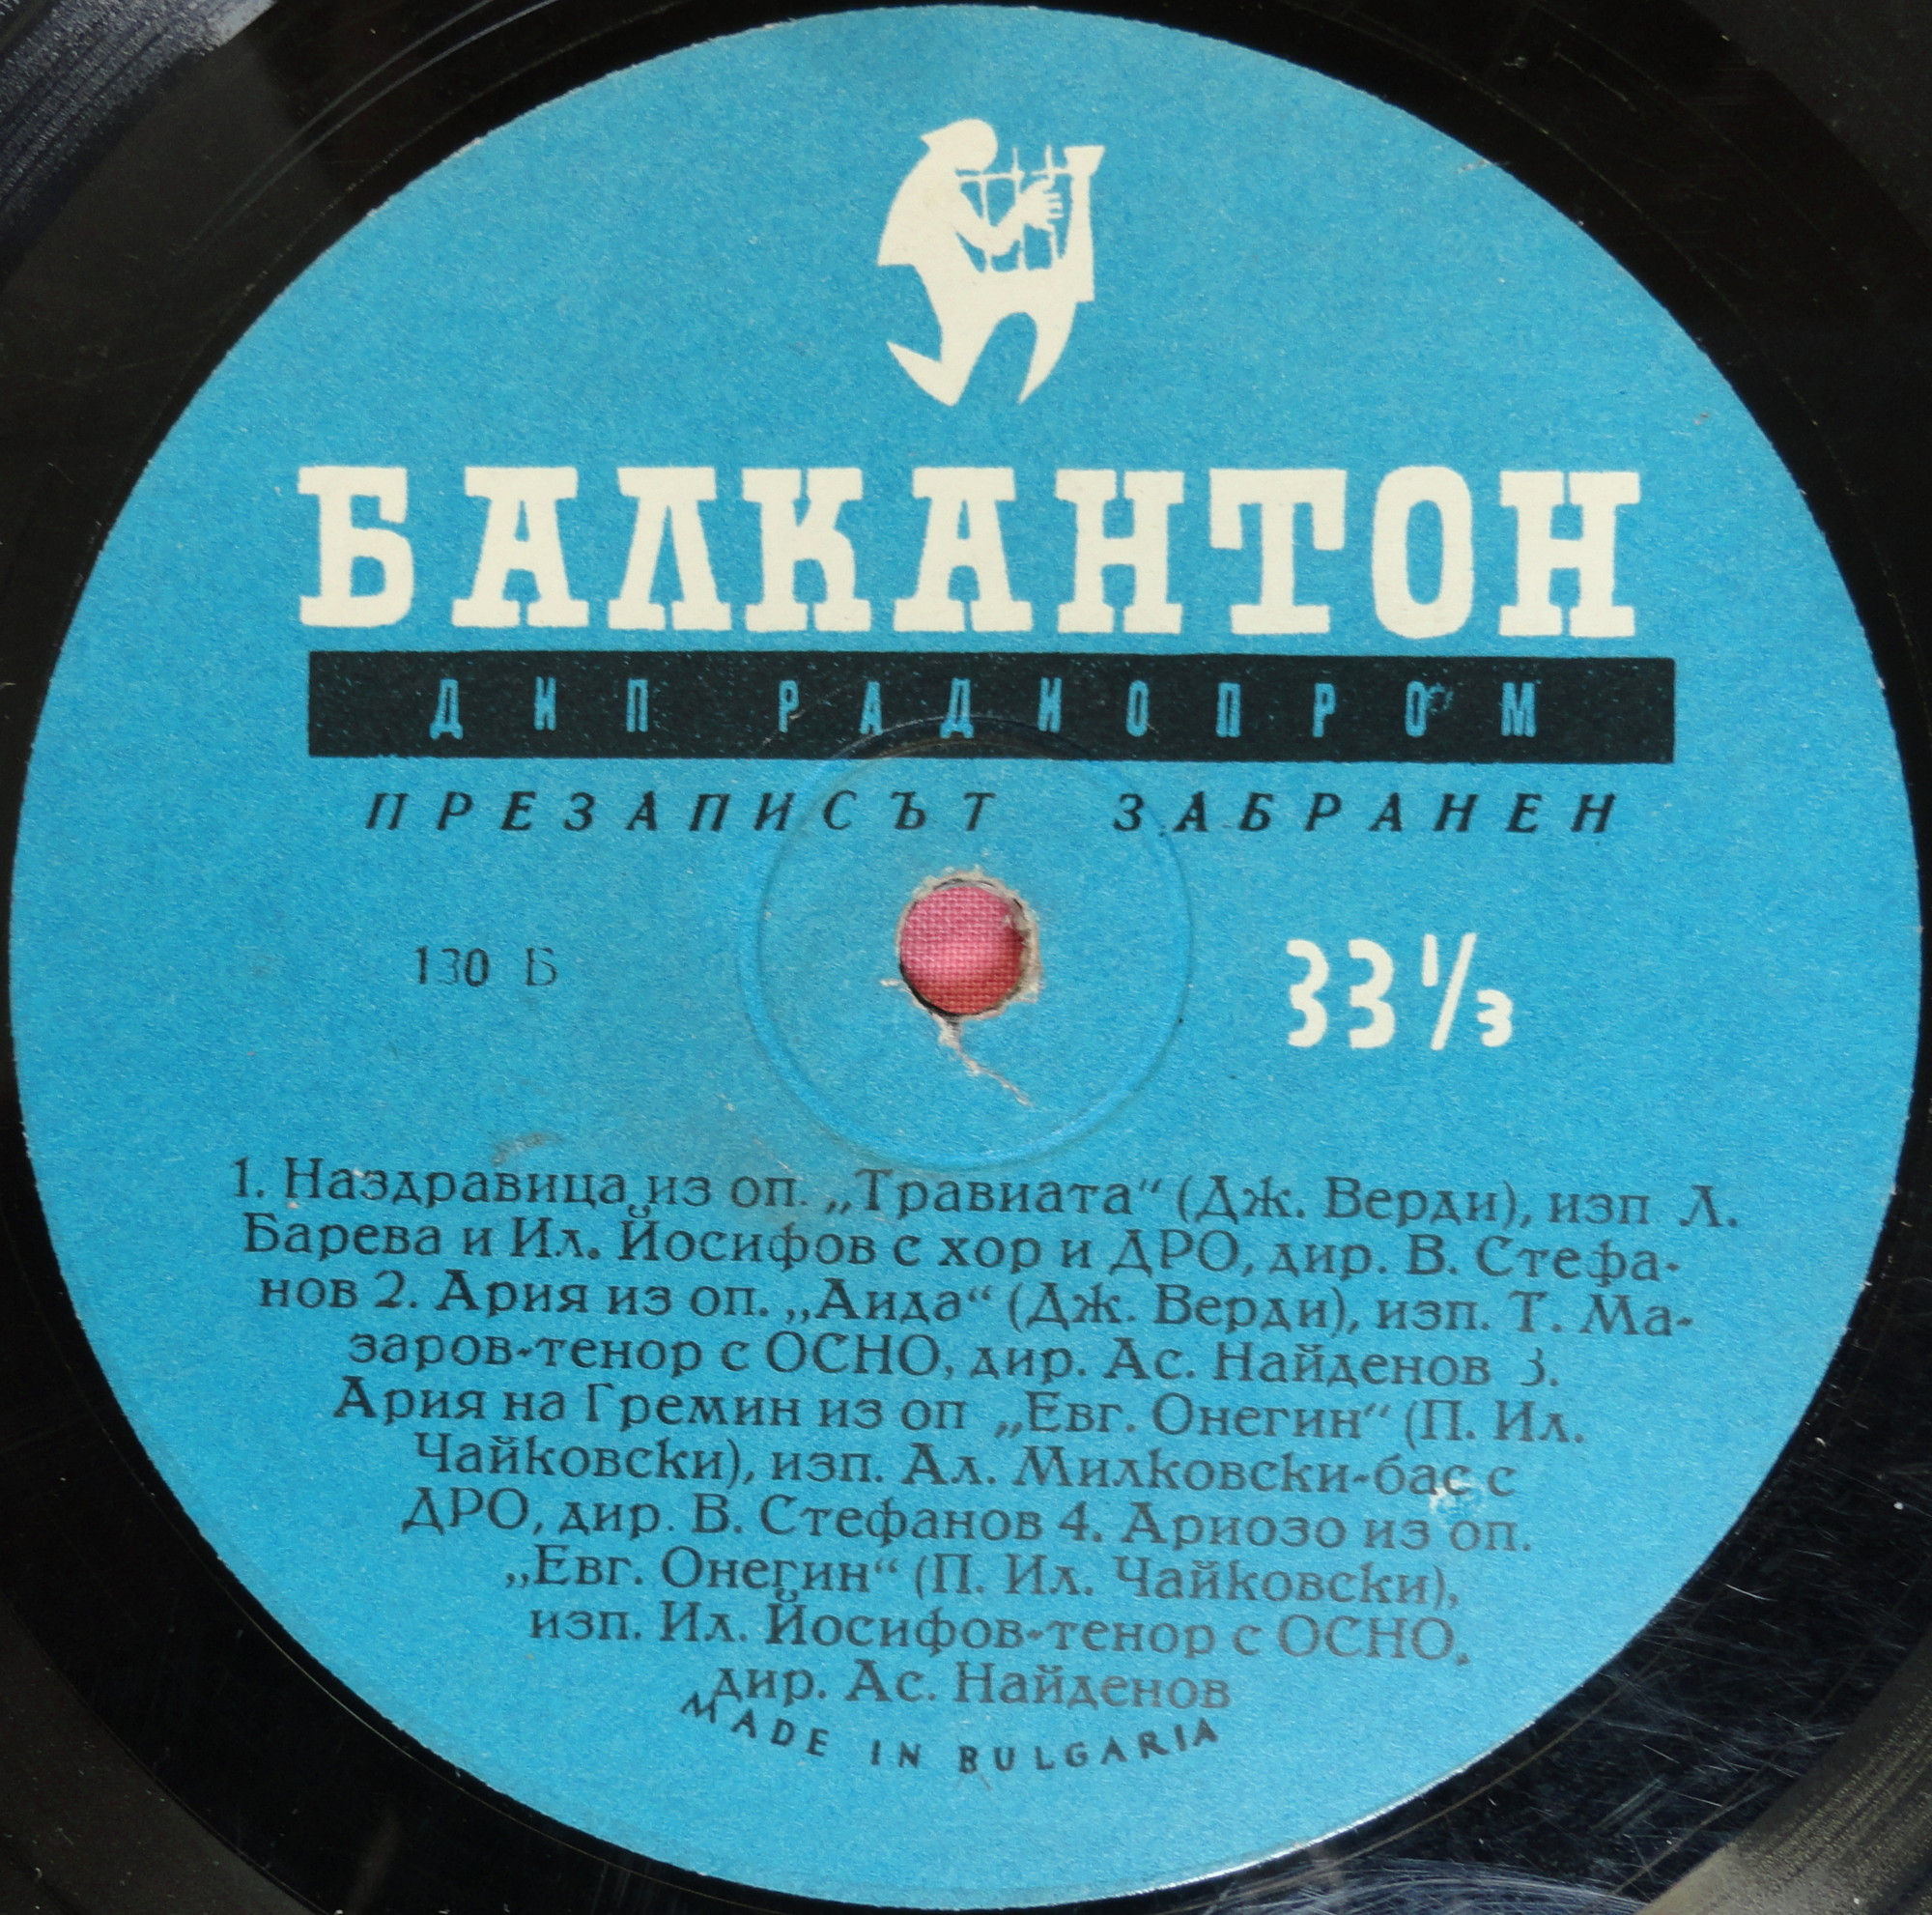 БАЛКАНТОН
ДИП РАДИОПРОМ
ПРЕЗАПИСЪТ ЗАБРАНЕН
130 Б
33 1/3
1. Наздравица из оп. „Травиата“ (Дж. Верди), изп Л.
Барева и Ил. Йосифов с хор и ДРО, дир. В. Стефа-
нов 2. Ария из оп. „Аида“ (Дж. Верди), изп. Т. Ма-
заров-тенор с ОСНО, дир. Ас. Найденов 3.
Ария на Гремин из оп „Евг. Онегин“ (П. Ил.
Чайковски), изп. Ал. Милковски-бас с
ДРО, дир. В. Стефанов 4. Ариозо из оп.
„Евг. Онегин“ (П. Ил. Чайковски),
изп. Ил. Йосифов-тенор с ОСНО,
дир. Ас. Найденов
MADE IN BULGARIA